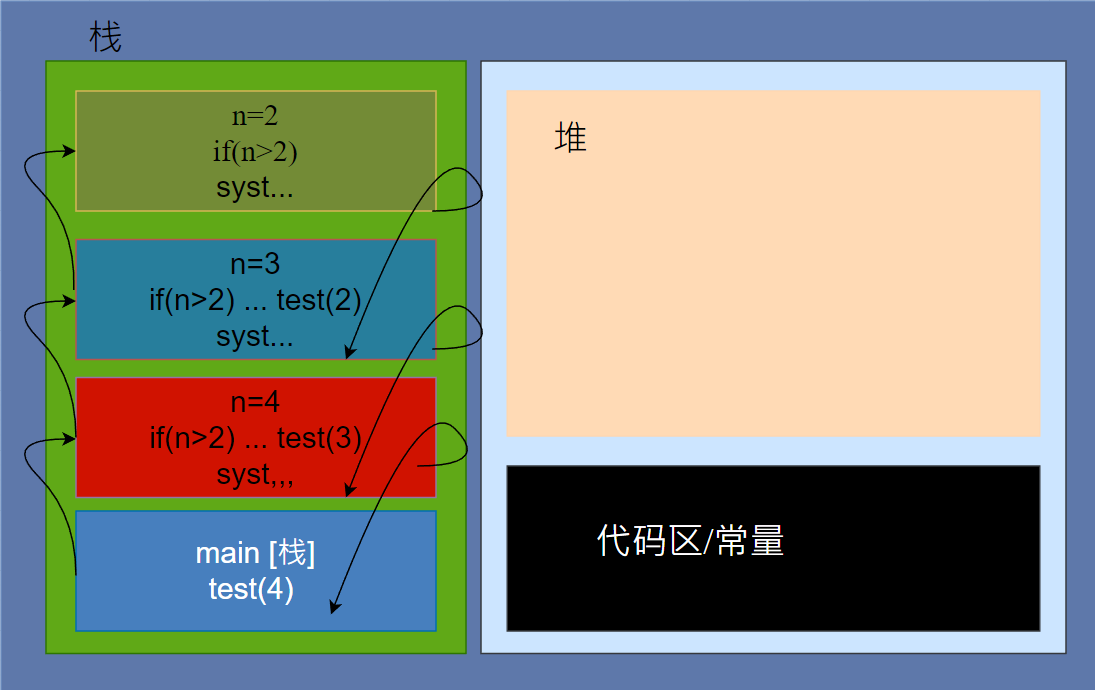 栈
n=2
if(n>2)
syst...
n=3
if(n>2) ... test(2)
syst...
n=4
if(n>2) ... test(3)
syst,,,
main [栈]
test(4)
堆
代码区/常量